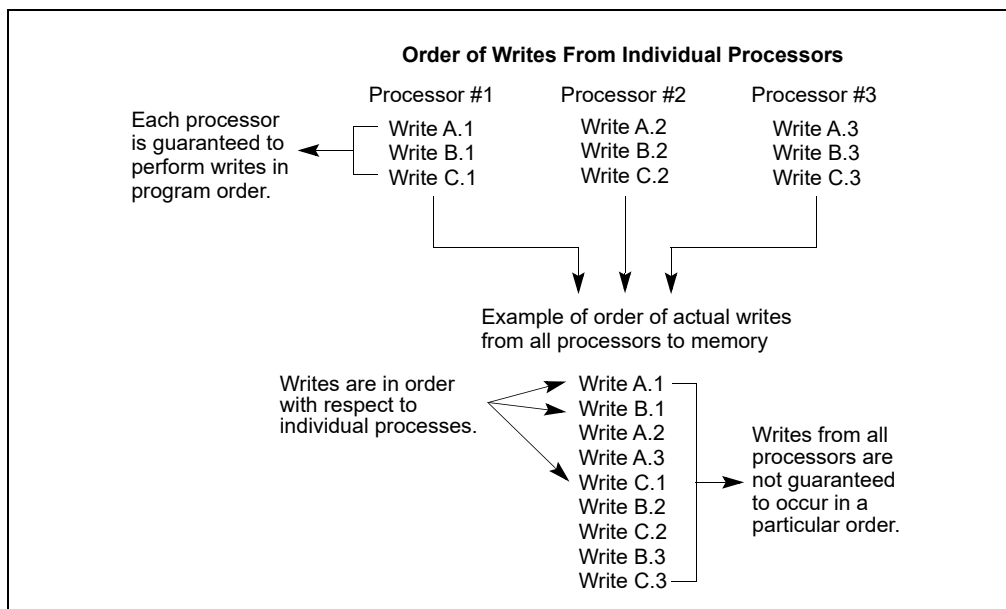 Order of Writes From Individual Processors
Processor #1
Processor #2
Processor #3
Each processor
is guaranteed to
perform writes in
program order.
Write A.1
Write B.1
Write C.1
Write A.2
Write B.2
Write C.2
Write A.3
Write B.3
Write C.3
Example of order of actual writes
from all processors to memory
Writes are in order
with respect to
individual processes.
Write A.1
Write B.1
Write A.2
Write A.3
Write C.1
Write B.2
Write C.2
Write B.3
Write C.3
Writes from all
processors are
not guaranteed
to occur in a
particular order.